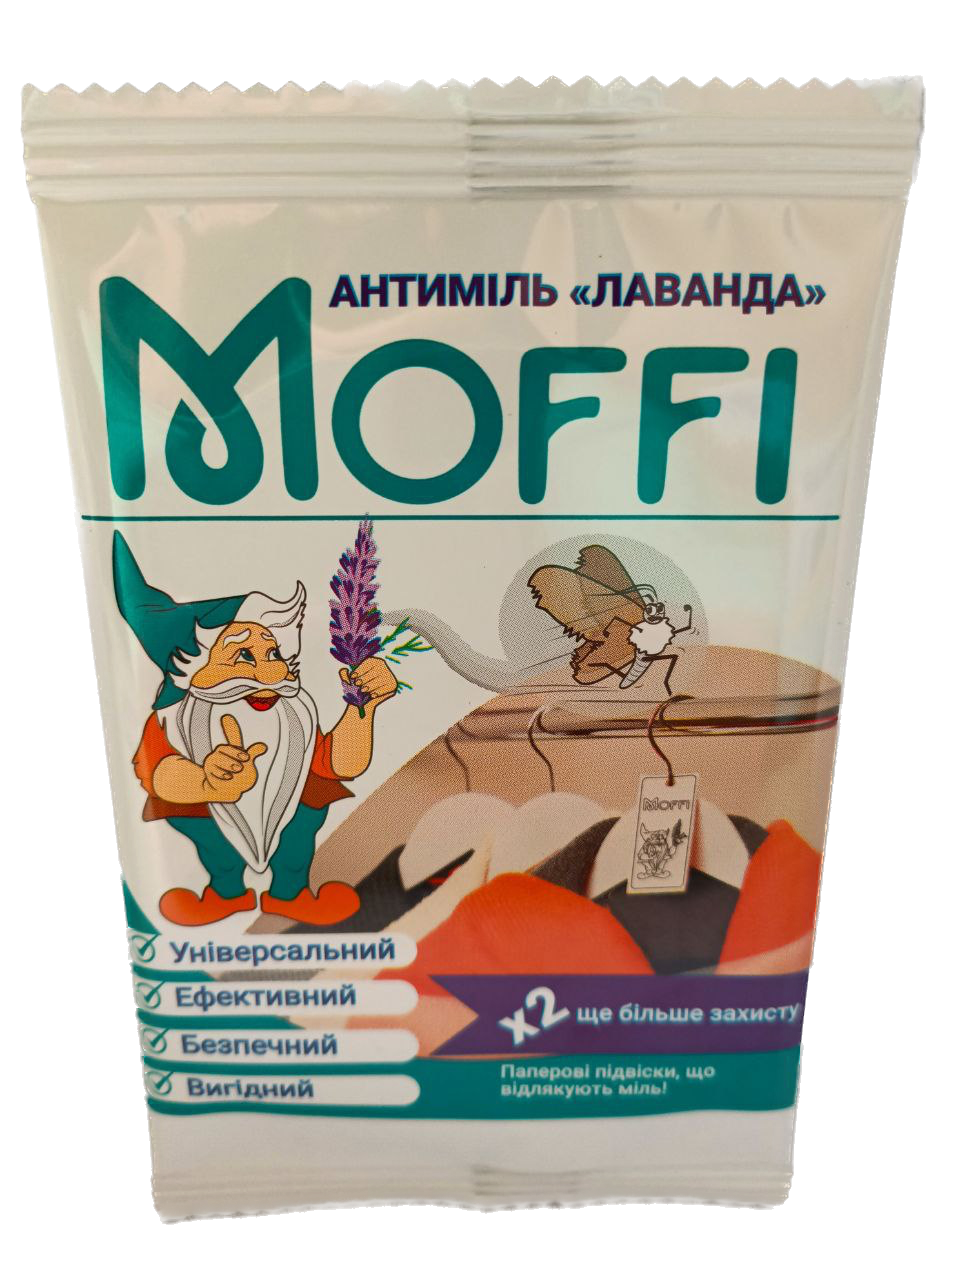 АНТИМІЛЬ «ЛАВАНДА»
MOFFI
MOFFI
Універсальний
Ефективний
Безпечний
Вигідний
x2 ще більше захисту
Паперові підвіски, що
відлякують міль!